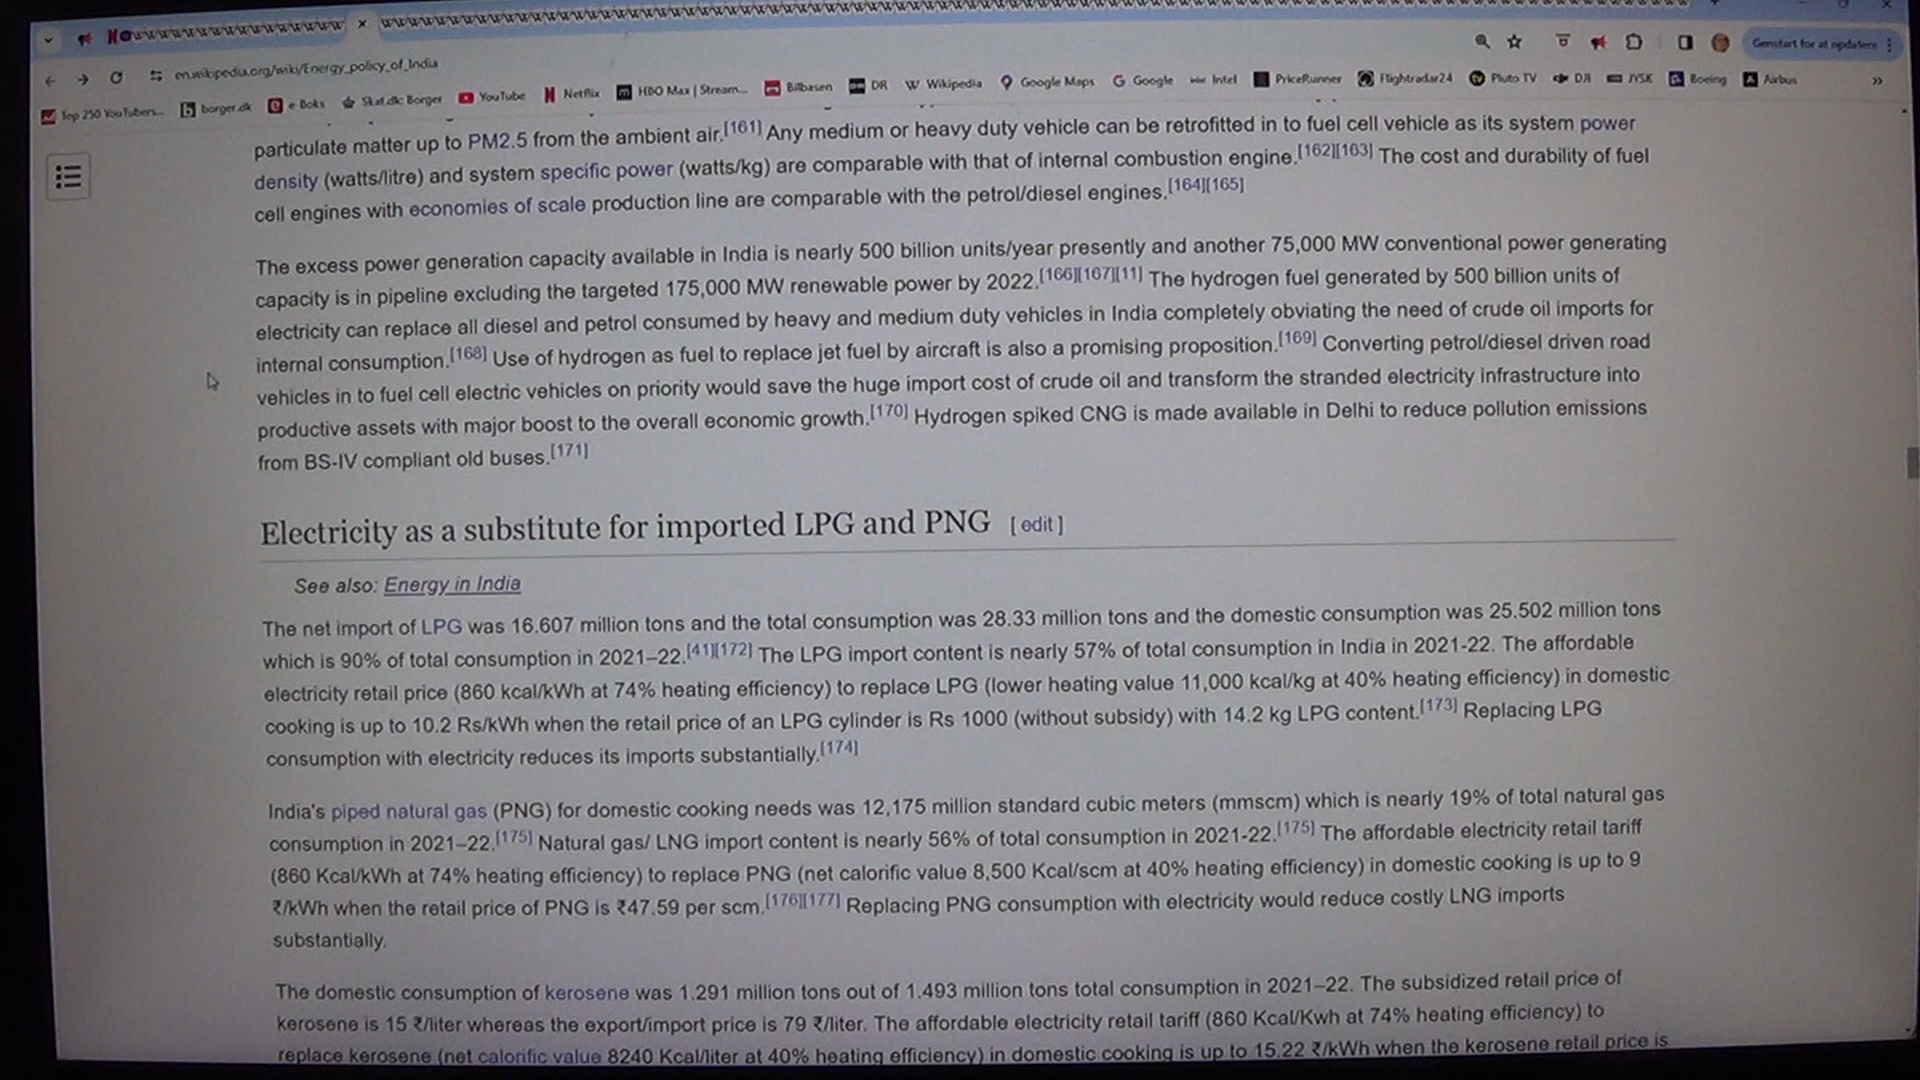 en.wikipedia.org/wiki/Energy_policy_of_India
Genstart for at opdatere
Top 250 YouTubers... borger.dk e-Boks Skat.dk: Borger YouTube Netflix HBO Max | Stream... Bilbasen DR Wikipedia Google Maps Google Intel PriceRunner Flightradar24 Pluto TV DJI JYSK Boeing Airbus
particulate matter up to PM2.5 from the ambient air.[161] Any medium or heavy duty vehicle can be retrofitted in to fuel cell vehicle as its system power
density (watts/litre) and system specific power (watts/kg) are comparable with that of internal combustion engine.[162][163] The cost and durability of fuel
cell engines with economies of scale production line are comparable with the petrol/diesel engines.[164][165]
The excess power generation capacity available in India is nearly 500 billion units/year presently and another 75,000 MW conventional power generating
capacity is in pipeline excluding the targeted 175,000 MW renewable power by 2022.[166][167][11] The hydrogen fuel generated by 500 billion units of
electricity can replace all diesel and petrol consumed by heavy and medium duty vehicles in India completely obviating the need of crude oil imports for
internal consumption.[168] Use of hydrogen as fuel to replace jet fuel by aircraft is also a promising proposition.[169] Converting petrol/diesel driven road
vehicles in to fuel cell electric vehicles on priority would save the huge import cost of crude oil and transform the stranded electricity infrastructure into
productive assets with major boost to the overall economic growth.[170] Hydrogen spiked CNG is made available in Delhi to reduce pollution emissions
from BS-IV compliant old buses.[171]
Electricity as a substitute for imported LPG and PNG [ edit ]
See also: Energy in India
The net import of LPG was 16.607 million tons and the total consumption was 28.33 million tons and the domestic consumption was 25.502 million tons
which is 90% of total consumption in 2021–22.[41][172] The LPG import content is nearly 57% of total consumption in India in 2021-22. The affordable
electricity retail price (860 kcal/kWh at 74% heating efficiency) to replace LPG (lower heating value 11,000 kcal/kg at 40% heating efficiency) in domestic
cooking is up to 10.2 Rs/kWh when the retail price of an LPG cylinder is Rs 1000 (without subsidy) with 14.2 kg LPG content.[173] Replacing LPG
consumption with electricity reduces its imports substantially.[174]
India's piped natural gas (PNG) for domestic cooking needs was 12,175 million standard cubic meters (mmscm) which is nearly 19% of total natural gas
consumption in 2021–22.[175] Natural gas/ LNG import content is nearly 56% of total consumption in 2021-22.[175] The affordable electricity retail tariff
(860 Kcal/kWh at 74% heating efficiency) to replace PNG (net calorific value 8,500 Kcal/scm at 40% heating efficiency) in domestic cooking is up to 9
₹/kWh when the retail price of PNG is ₹47.59 per scm.[176][177] Replacing PNG consumption with electricity would reduce costly LNG imports
substantially.
The domestic consumption of kerosene was 1.291 million tons out of 1.493 million tons total consumption in 2021–22. The subsidized retail price of
kerosene is 15 ₹/liter whereas the export/import price is 79 ₹/liter. The affordable electricity retail tariff (860 Kcal/Kwh at 74% heating efficiency) to
replace kerosene (net calorific value 8240 Kcal/liter at 40% heating efficiency) in domestic cooking is up to 15.22 ₹/kWh when the kerosene retail price is